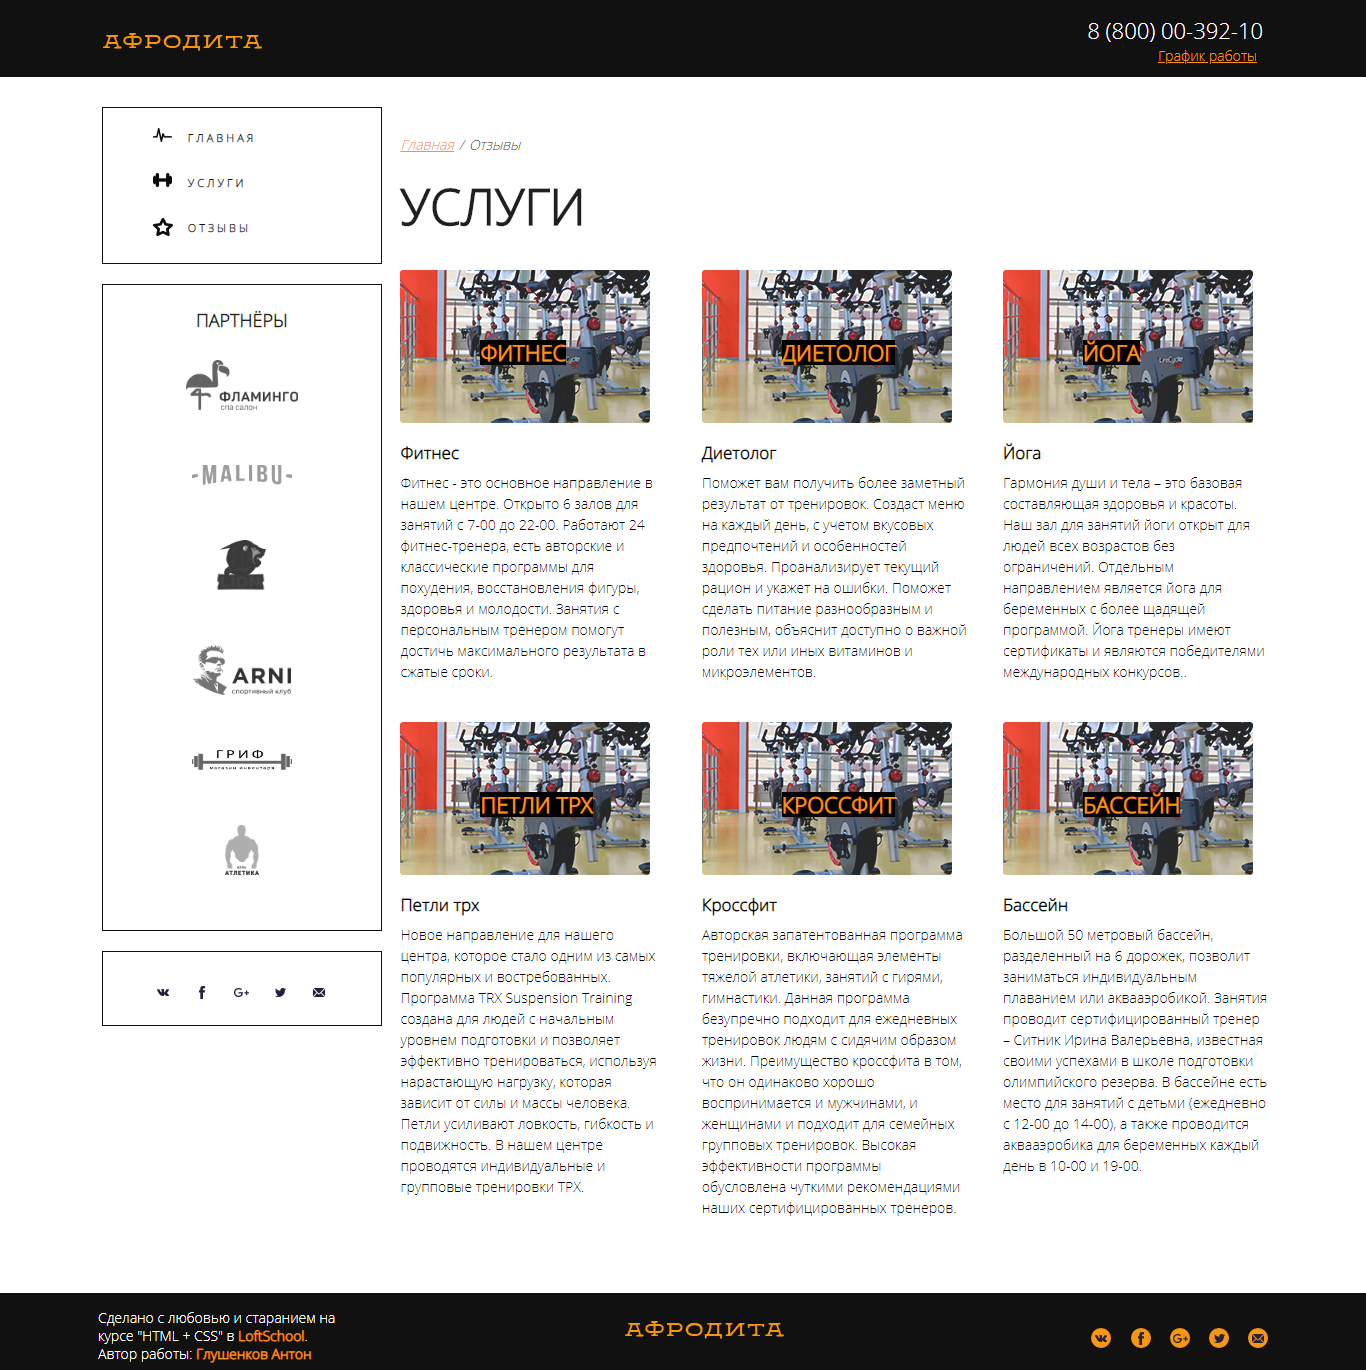 АФРОДИТА
8 (800) 00-392-10
График работы
ГЛАВНАЯ
УСЛУГИ
ОТЗЫВЫ
ПАРТНЁРЫ
ФЛАМИНГО
спа салон
-MALIBU-
LION
ARNI
спортивный клуб
ГРИФ
магазин инвентаря
клуб
АТЛЕТИКА
Главная / Отзывы
УСЛУГИ
ФИТНЕС
Фитнес
Фитнес - это основное направление в
нашем центре. Открыто 6 залов для
занятий с 7-00 до 22-00. Работают 24
фитнес-тренера, есть авторские и
классические программы для
похудения, восстановления фигуры,
здоровья и молодости. Занятия с
персональным тренером помогут
достичь максимального результата в
сжатые сроки.
ДИЕТОЛОГ
Диетолог
Поможет вам получить более заметный
результат от тренировок. Создаст меню
на каждый день, с учетом вкусовых
предпочтений и особенностей
здоровья. Проанализирует текущий
рацион и укажет на ошибки. Поможет
сделать питание разнообразным и
полезным, объяснит доступно о важной
роли тех или иных витаминов и
микроэлементов.
ЙОГА
Йога
Гармония души и тела – это базовая
составляющая здоровья и красоты.
Наш зал для занятий йоги открыт для
людей всех возрастов без
ограничений. Отдельным
направлением является йога для
беременных с более щадящей
программой. Йога тренеры имеют
сертификаты и являются победителями
международных конкурсов..
ПЕТЛИ ТРХ
Петли трх
Новое направление для нашего
центра, которое стало одним из самых
популярных и востребованных.
Программа TRX Suspension Training
создана для людей с начальным
уровнем подготовки и позволяет
эффективно тренироваться, используя
нарастающую нагрузку, которая
зависит от силы и массы человека.
Петли усиливают ловкость, гибкость и
подвижность. В нашем центре
проводятся индивидуальные и
групповые тренировки ТРХ.
КРОССФИТ
Кроссфит
Авторская запатентованная программа
тренировки, включающая элементы
тяжелой атлетики, занятий с гирями,
гимнастики. Данная программа
безупречно подходит для ежедневных
тренировок людям с сидячим образом
жизни. Преимущество кроссфита в том,
что он одинаково хорошо
воспринимается и мужчинами, и
женщинами и подходит для семейных
групповых тренировок. Высокая
эффективности программы
обусловлена чуткими рекомендациями
наших сертифицированных тренеров.
БАССЕЙН
Бассейн
Большой 50 метровый бассейн,
разделенный на 6 дорожек, позволит
заниматься индивидуальным
плаванием или аквааэробикой. Занятия
проводит сертифицированный тренер
– Ситник Ирина Валерьевна, известная
своими успехами в школе подготовки
олимпийского резерва. В бассейне есть
место для занятий с детьми (ежедневно
с 12-00 до 14-00), а также проводится
аквааэробика для беременных каждый
день в 10-00 и 19-00.
Сделано с любовью и старанием на
курсе "HTML + CSS" в LoftSchool.
Автор работы: Глушенков Антон
АФРОДИТА